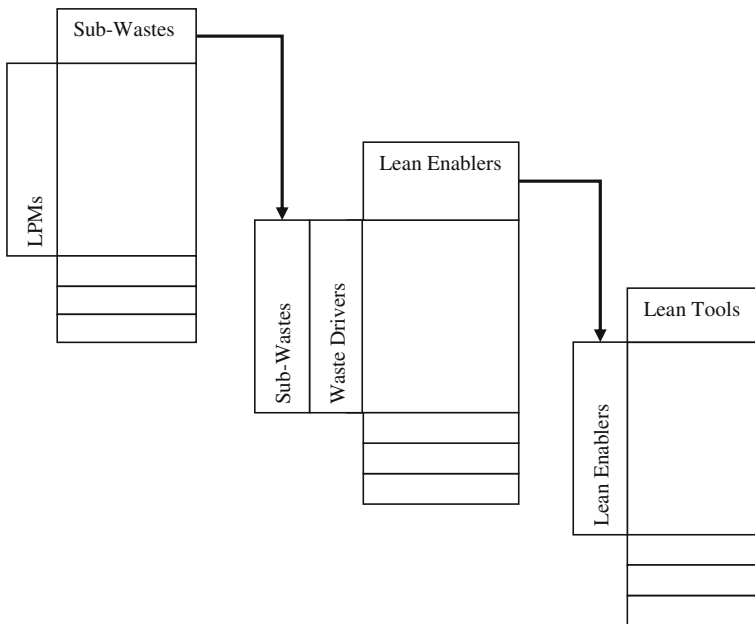 Sub-Wastes
LPMs
Lean Enablers
Sub-Wastes
Waste Drivers
Lean Tools
Lean Enablers